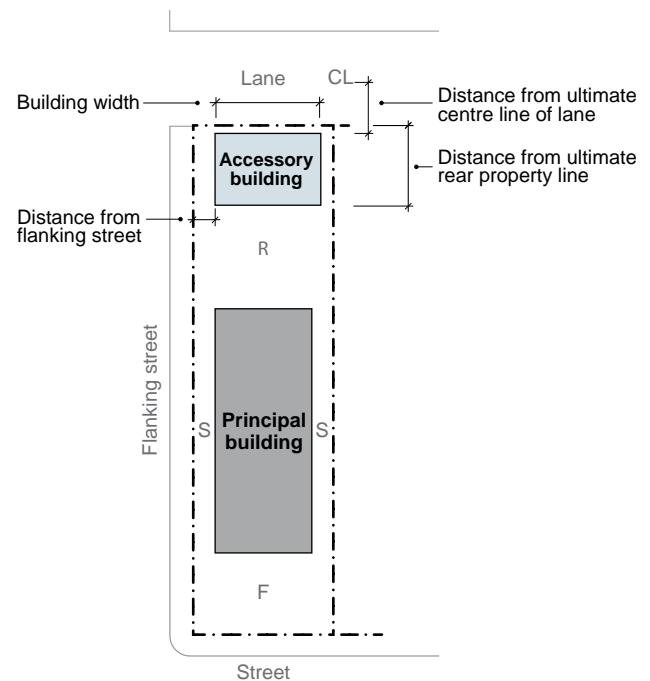 Lane
CL
Building width
Distance from ultimate
centre line of lane
Accessory
building
Distance from ultimate
rear property line
Distance from
flanking street
R
Flanking street
S
Principal
building
S
F
Street